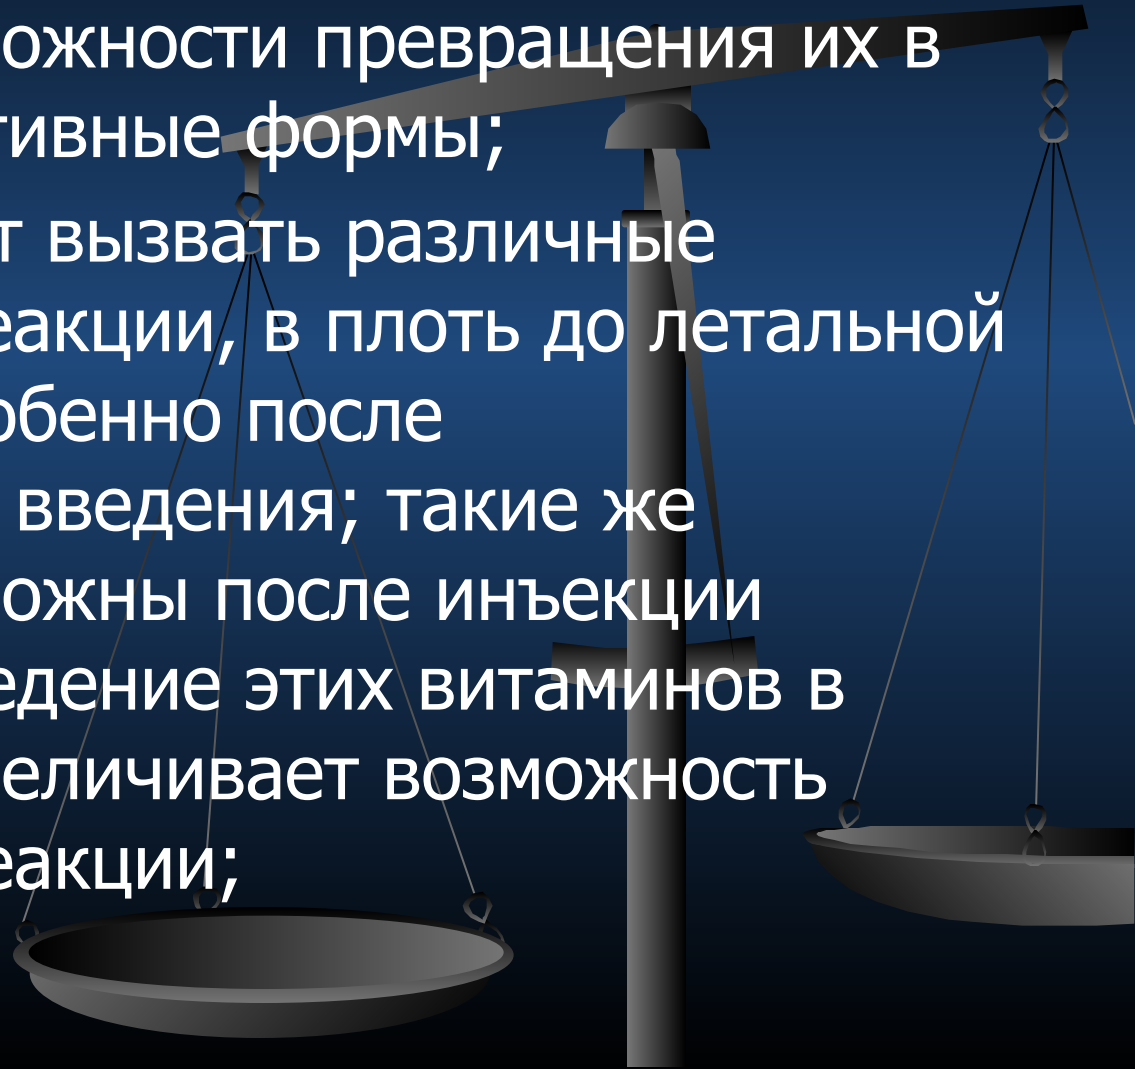 ожности превращения их в
тивные формы;
т вызвать различные
еакции, в плоть до летальной
обенно после
введения; такие же
ожны после инъекции
едение этих витаминов в
еличивает возможность
еакции;